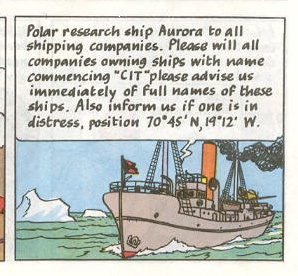 Polar research ship Aurora to all
shipping companies. Please will all
companies owning ships with name
commencing "CIT" please advise us
immediately of full names of these
ships. Also inform us if one is in
distress, position 70°45' N, 19°12' W.